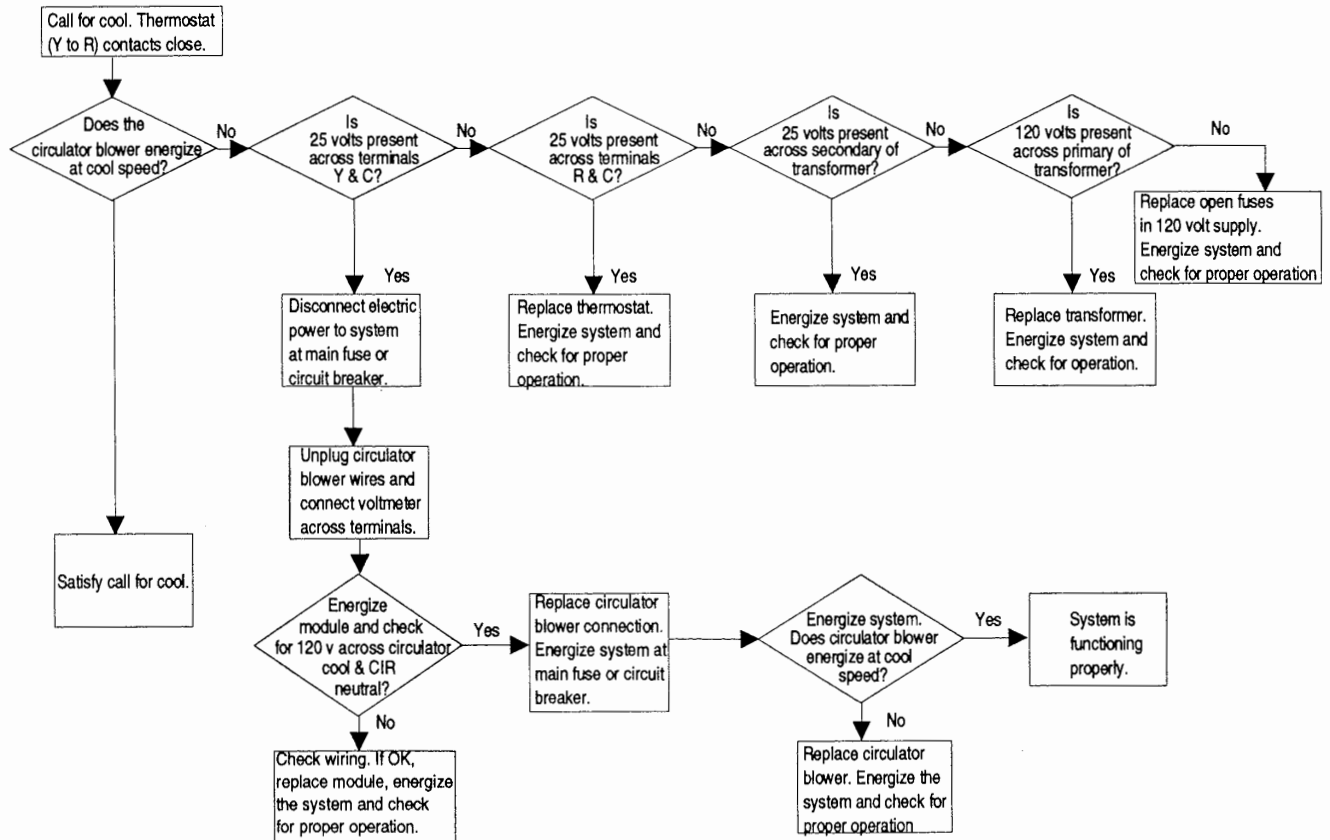 Call for cool. Thermostat
(Y to R) contacts close.
Does the
circulator blower energize
at cool speed?
No
Is
25 volts present
across terminals
Y & C?
No
Is
25 volts present
across terminals
R & C?
No
Is
25 volts present
across secondary of
transformer?
No
Is
120 volts present
across primary of
transformer?
No
Replace open fuses
in 120 volt supply.
Energize system and
check for proper operation
Yes
Disconnect electric
power to system
at main fuse or
circuit breaker.
Yes
Replace thermostat.
Energize system and
check for proper
operation.
Yes
Energize system and
check for proper
operation.
Yes
Replace transformer.
Energize system and
check for operation.
Unplug circulator
blower wires and
connect voltmeter
across terminals.
Satisfy call for cool.
Energize
module and check
for 120 v across circulator
cool & CIR
neutral?
Yes
Replace circulator
blower connection.
Energize system at
main fuse or circuit
breaker.
Energize system.
Does circulator blower
energize at cool
speed?
Yes
System is
functioning
properly.
No
Check wiring. If OK,
replace module, energize
the system and check
for proper operation.
No
Replace circulator
blower. Energize the
system and check for
proper operation